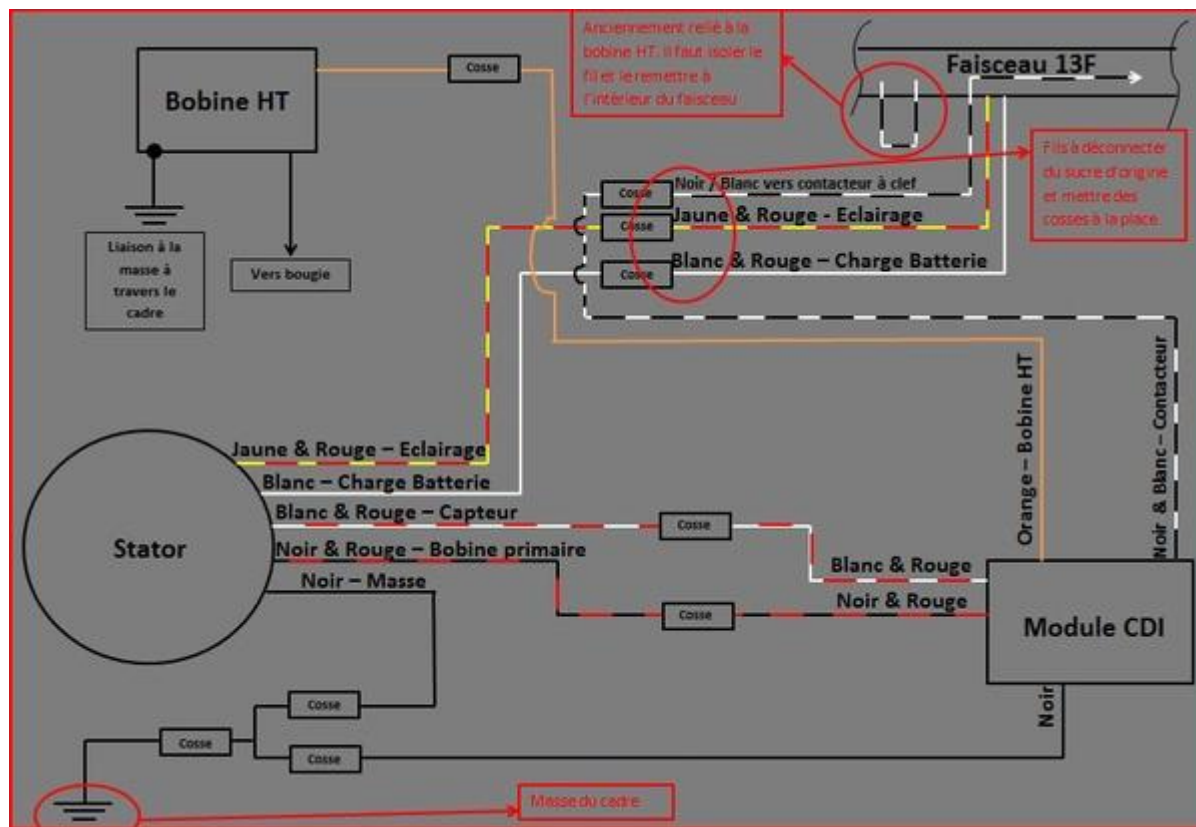 Anciennement relié à la
bobine HT. Il faut isoler le
fil et le remettre à
l'intérieur du faisceau
Faisceau 13F
Cosse
Bobine HT
Fils à déconnecter
du sucre d'origine
et mettre des
cosses à la place.
Cosse
Noir / Blanc vers contacteur à clef
Cosse
Jaune & Rouge - Eclairage
Cosse
Blanc & Rouge – Charge Batterie
Liaison à la
masse à
travers le
cadre
Vers bougie
Orange – Bobine HT
Noir & Blanc – Contacteur
Jaune & Rouge – Eclairage
Blanc – Charge Batterie
Blanc & Rouge – Capteur
Cosse
Stator
Noir & Rouge – Bobine primaire
Blanc & Rouge
Noir – Masse
Noir & Rouge
Cosse
Module CDI
Noir
Cosse
Cosse
Cosse
Masse du cadre